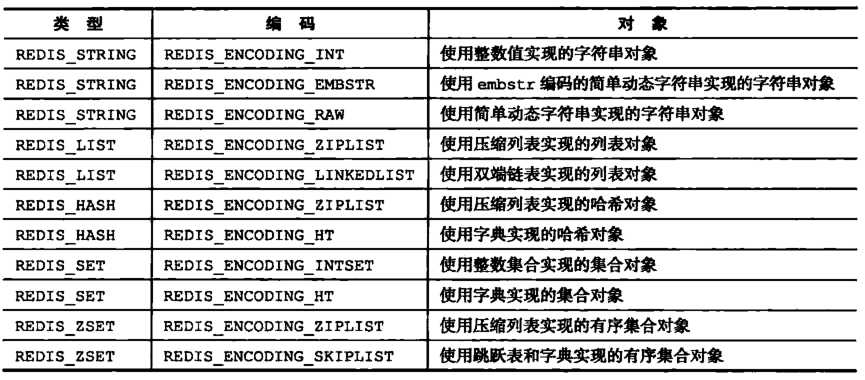 类 型 编 码 对 象
REDIS_STRING REDIS_ENCODING_INT 使用整数值实现的字符串对象
REDIS_STRING REDIS_ENCODING_EMBSTR 使用 embstr 编码的简单动态字符串实现的字符串对象
REDIS_STRING REDIS_ENCODING_RAW 使用简单动态字符串实现的字符串对象
REDIS_LIST REDIS_ENCODING_ZIPLIST 使用压缩列表实现的列表对象
REDIS_LIST REDIS_ENCODING_LINKEDLIST 使用双端链表实现的列表对象
REDIS_HASH REDIS_ENCODING_ZIPLIST 使用压缩列表实现的哈希对象
REDIS_HASH REDIS_ENCODING_HT 使用字典实现的哈希对象
REDIS_SET REDIS_ENCODING_INTSET 使用整数集合实现的集合对象
REDIS_SET REDIS_ENCODING_HT 使用字典实现的集合对象
REDIS_ZSET REDIS_ENCODING_ZIPLIST 使用压缩列表实现的有序集合对象
REDIS_ZSET REDIS_ENCODING_SKIPLIST 使用跳跃表和字典实现的有序集合对象